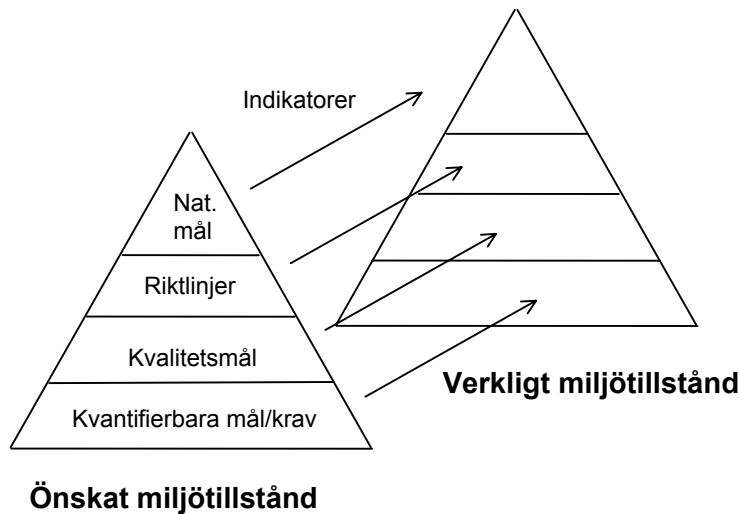 Indikatorer
Nat.
mål
Riktlinjer
Kvalitetsmål
Kvantifierbara mål/krav
Verkligt miljötillstånd
Önskat miljötillstånd